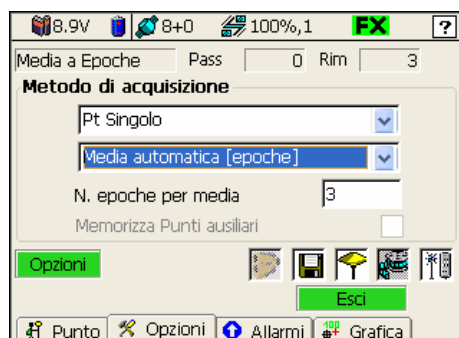 8.9V 8+0 100%,1 FX ?
Media a Epoche Pass 0 Rim 3
Metodo di acquisizione
Pt Singolo
Media automatica [epoche]
N. epoche per media 3
Memorizza Punti ausiliari
Opzioni
Esci
Punto Opzioni Allarmi Grafica